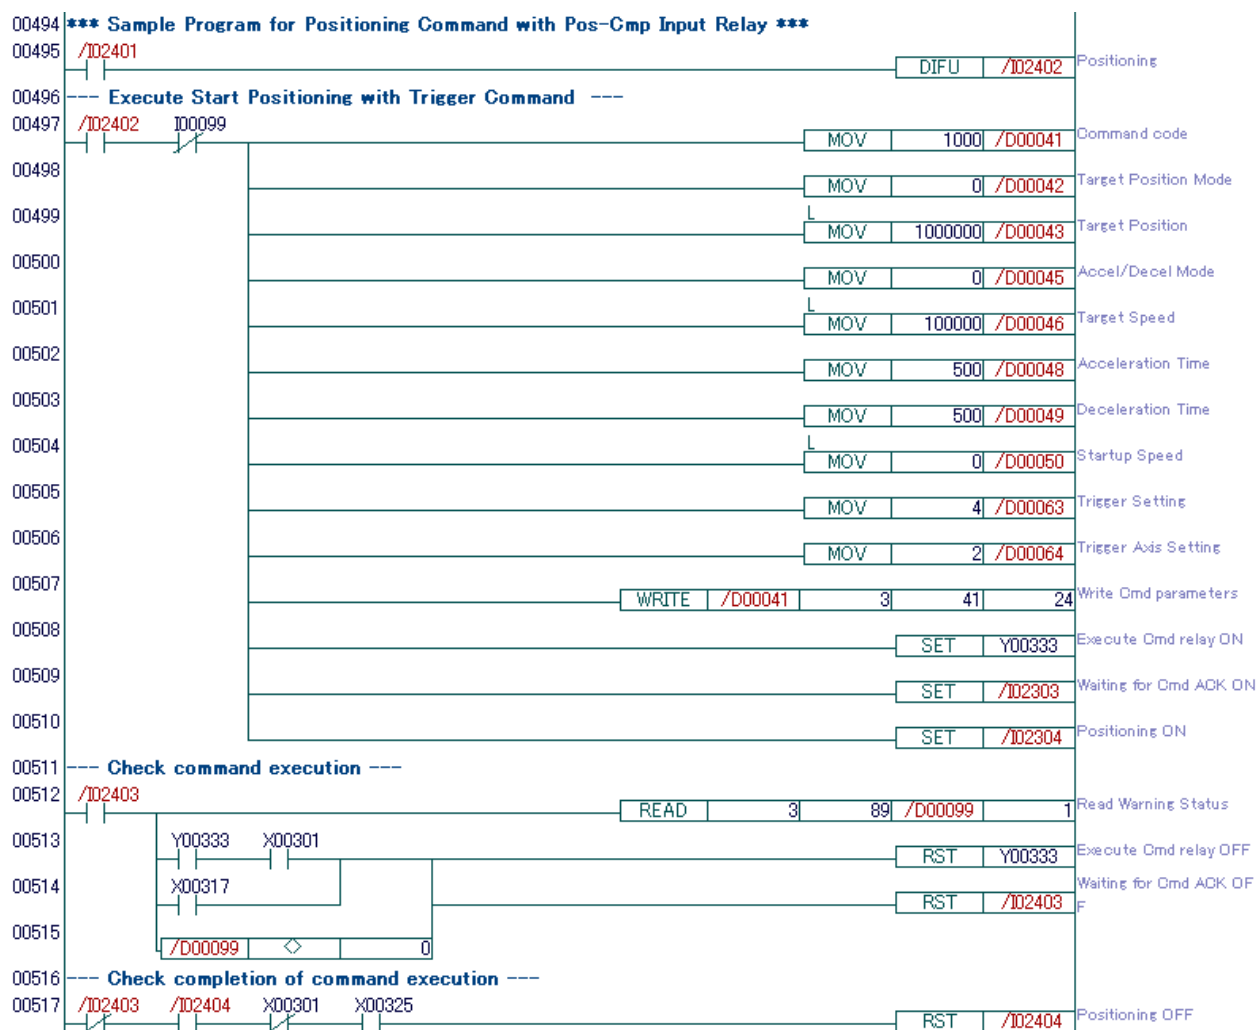 00494 *** Sample Program for Positioning Command with Pos-Cmp Input Relay ***
00495 /I02401 DIFU /I02402 Positioning
00496 --- Execute Start Positioning with Trigger Command ---
00497 /I02402 I00099 MOV 1000 /D00041 Command code
00498 MOV 0 /D00042 Target Position Mode
00499 L MOV 1000000 /D00043 Target Position
00500 MOV 0 /D00045 Accel/Decel Mode
00501 L MOV 100000 /D00046 Target Speed
00502 MOV 500 /D00048 Acceleration Time
00503 MOV 500 /D00049 Deceleration Time
00504 L MOV 0 /D00050 Startup Speed
00505 MOV 4 /D00063 Trigger Setting
00506 MOV 2 /D00064 Trigger Axis Setting
00507 WRITE /D00041 3 41 24 Write Cmd parameters
00508 SET Y00333 Execute Cmd relay ON
00509 SET /I02303 Waiting for Cmd ACK ON
00510 SET /I02304 Positioning ON
00511 --- Check command execution ---
00512 /I02403 READ 3 89 /D00099 1 Read Warning Status
00513 Y00333 X00301 RST Y00333 Execute Cmd relay OFF
00514 X00317 RST /I02403 Waiting for Cmd ACK OF
F
00515 /D00099 <> 0
00516 --- Check completion of command execution ---
00517 /I02403 /I02404 X00301 X00325 RST /I02404 Positioning OFF